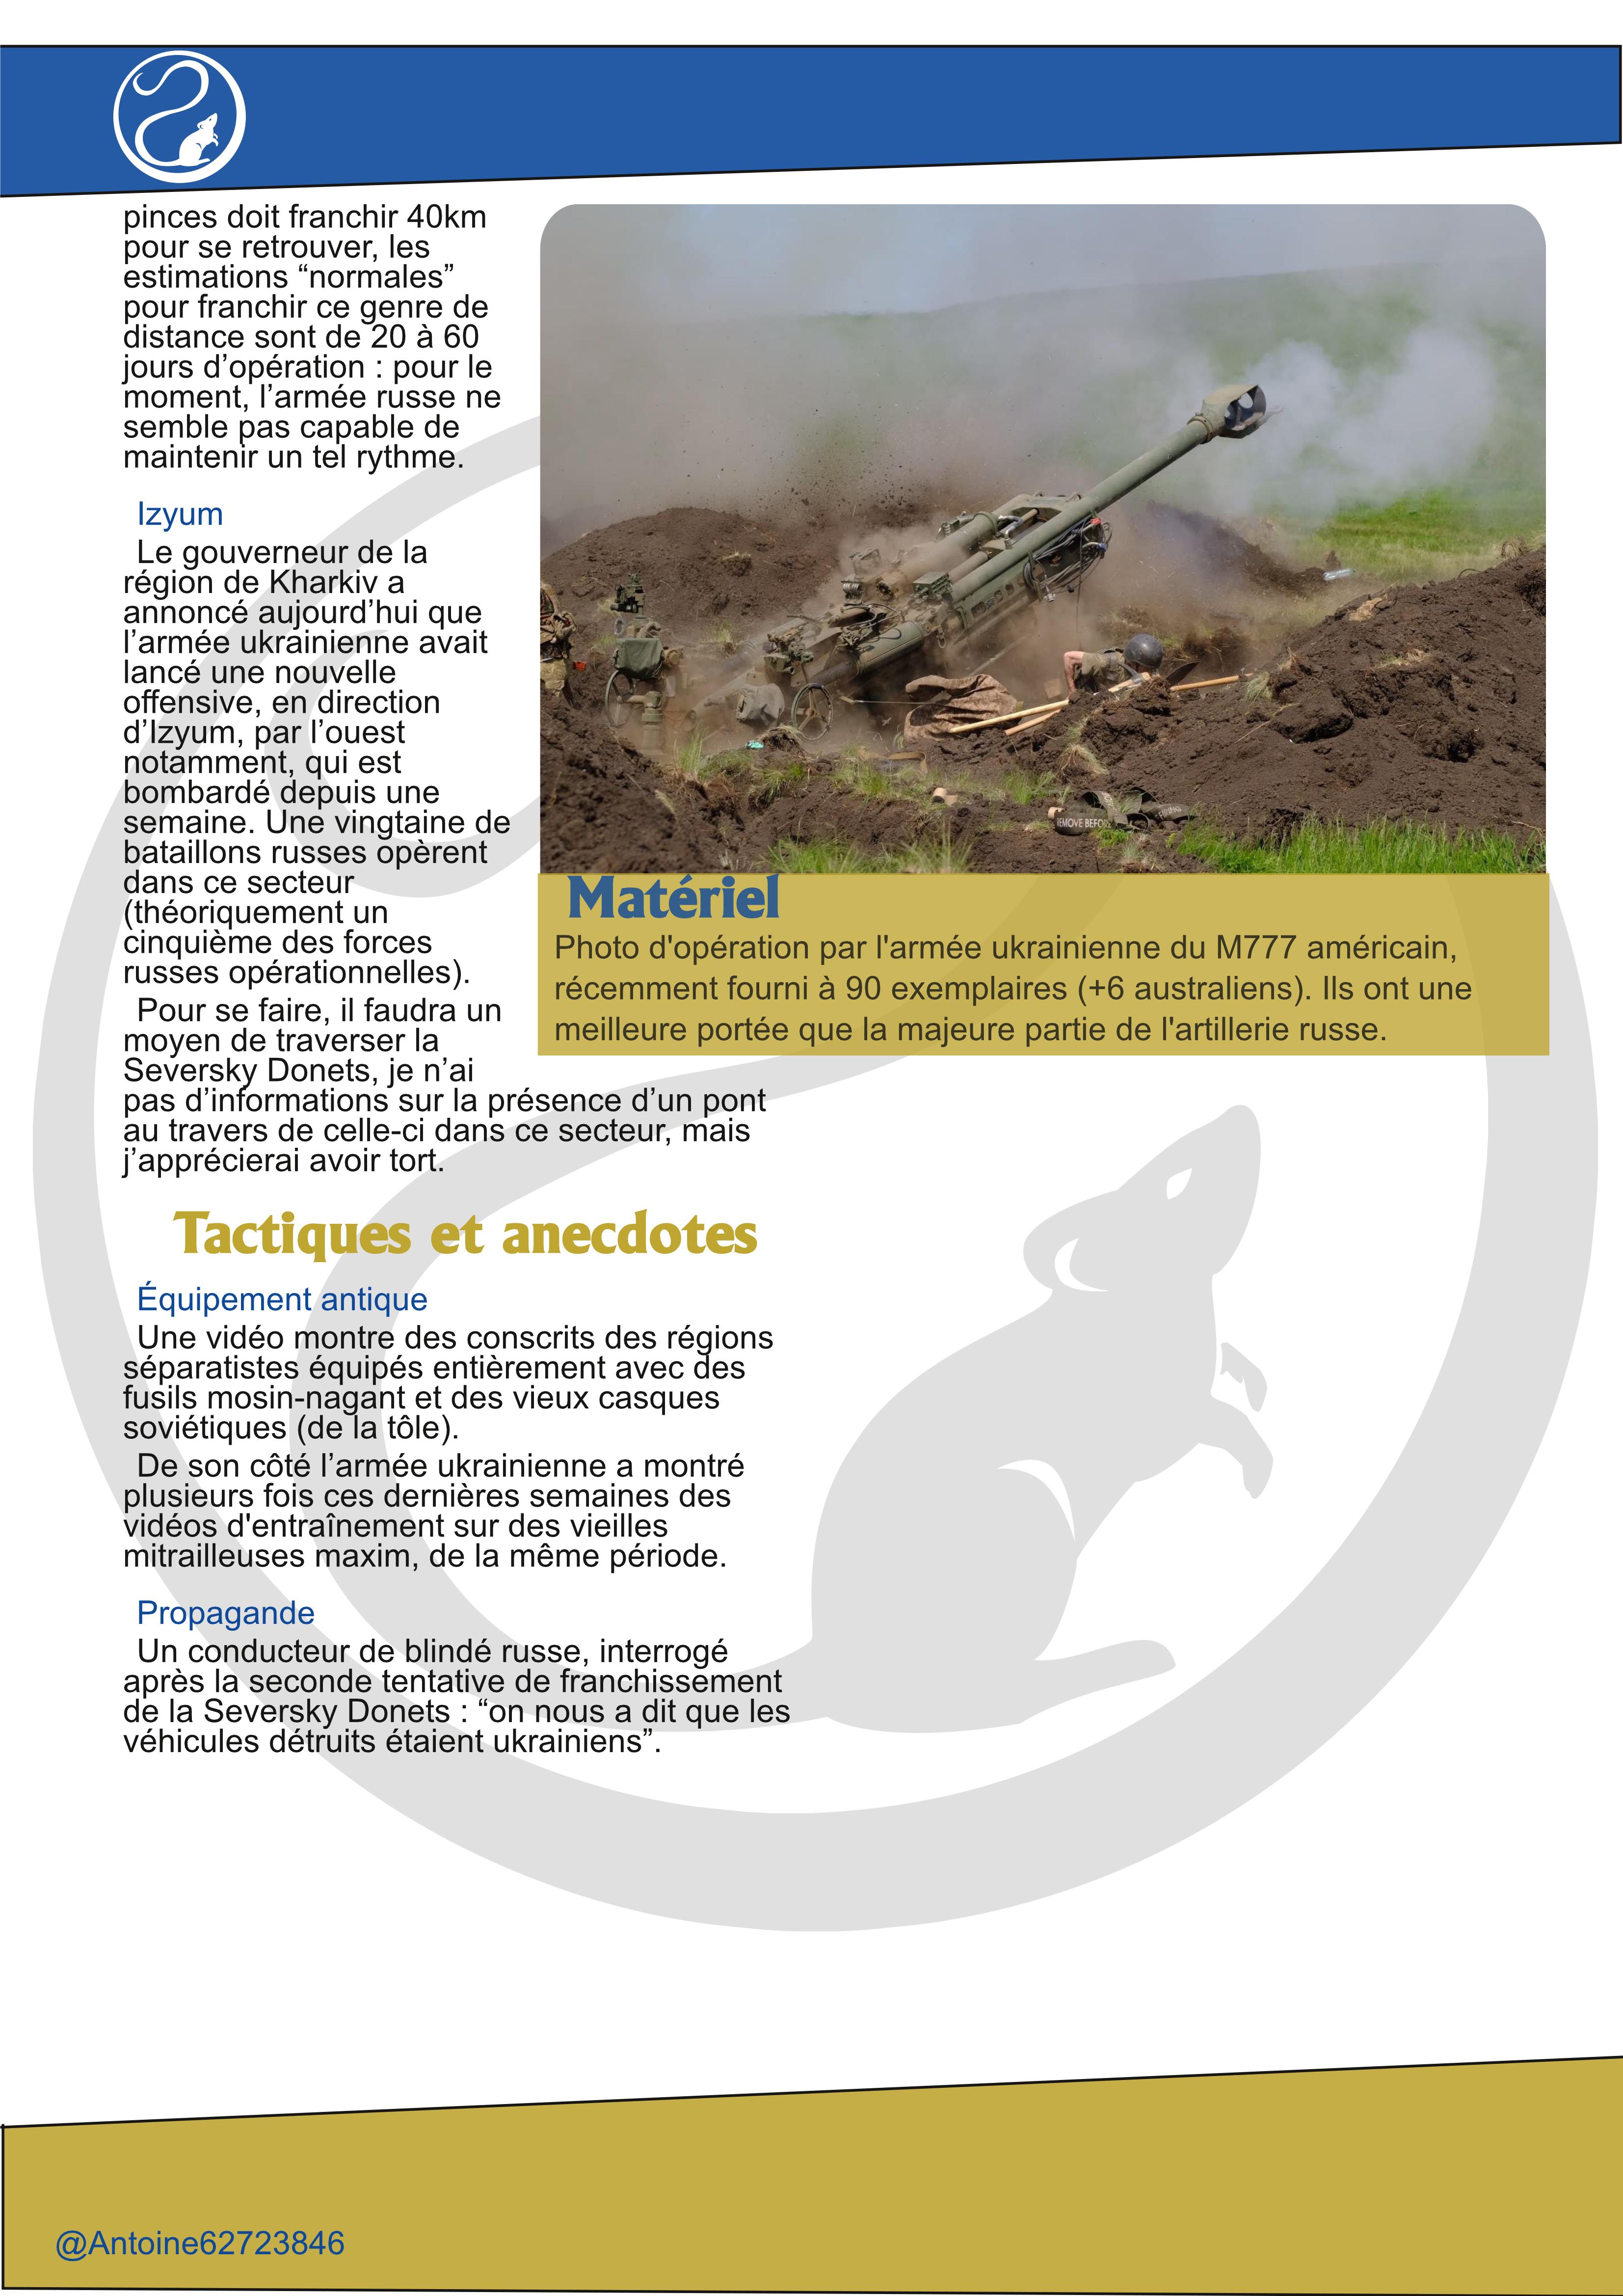 pinces doit franchir 40km
pour se retrouver, les
estimations “normales”
pour franchir ce genre de
distance sont de 20 à 60
jours d’opération : pour le
moment, l’armée russe ne
semble pas capable de
maintenir un tel rythme.
Izyum
Le gouverneur de la
région de Kharkiv a
annoncé aujourd’hui que
l’armée ukrainienne avait
lancé une nouvelle
offensive, en direction
d’Izyum, par l’ouest
notamment, qui est
bombardé depuis une
semaine. Une vingtaine de
bataillons russes opèrent
dans ce secteur
(théoriquement un
cinquième des forces
russes opérationnelles).
Pour se faire, il faudra un
moyen de traverser la
Seversky Donets, je n’ai
pas d’informations sur la présence d’un pont
au travers de celle-ci dans ce secteur, mais
j’apprécierai avoir tort.
REMOVE BEFOR
Matériel
Photo d'opération par l'armée ukrainienne du M777 américain,
récemment fourni à 90 exemplaires (+6 australiens). Ils ont une
meilleure portée que la majeure partie de l'artillerie russe.
Tactiques et anecdotes
Équipement antique
Une vidéo montre des conscrits des régions
séparatistes équipés entièrement avec des
fusils mosin-nagant et des vieux casques
soviétiques (de la tôle).
De son côté l’armée ukrainienne a montré
plusieurs fois ces dernières semaines des
vidéos d'entraînement sur des vieilles
mitrailleuses maxim, de la même période.
Propagande
Un conducteur de blindé russe, interrogé
après la seconde tentative de franchissement
de la Seversky Donets : “on nous a dit que les
véhicules détruits étaient ukrainiens”.
@Antoine62723846